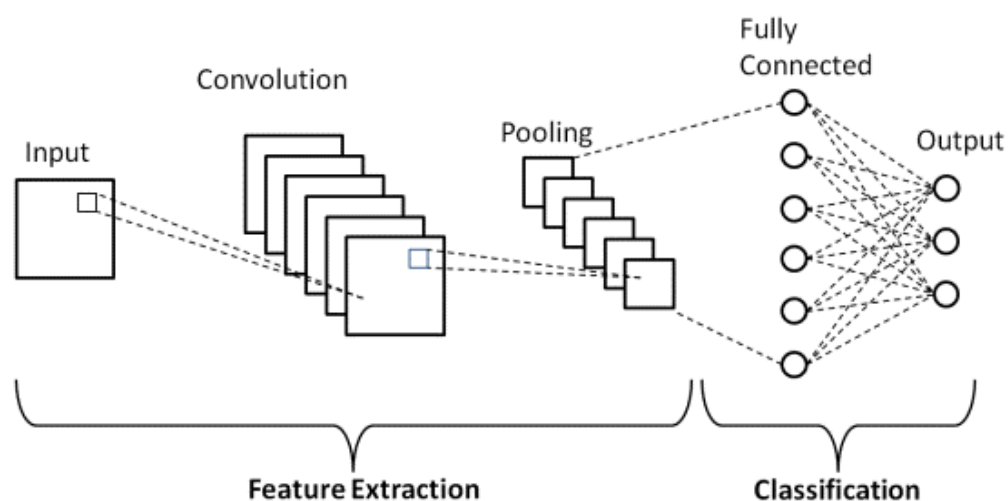 Input
Convolution
Pooling
Fully
Connected
Output
Feature Extraction
Classification